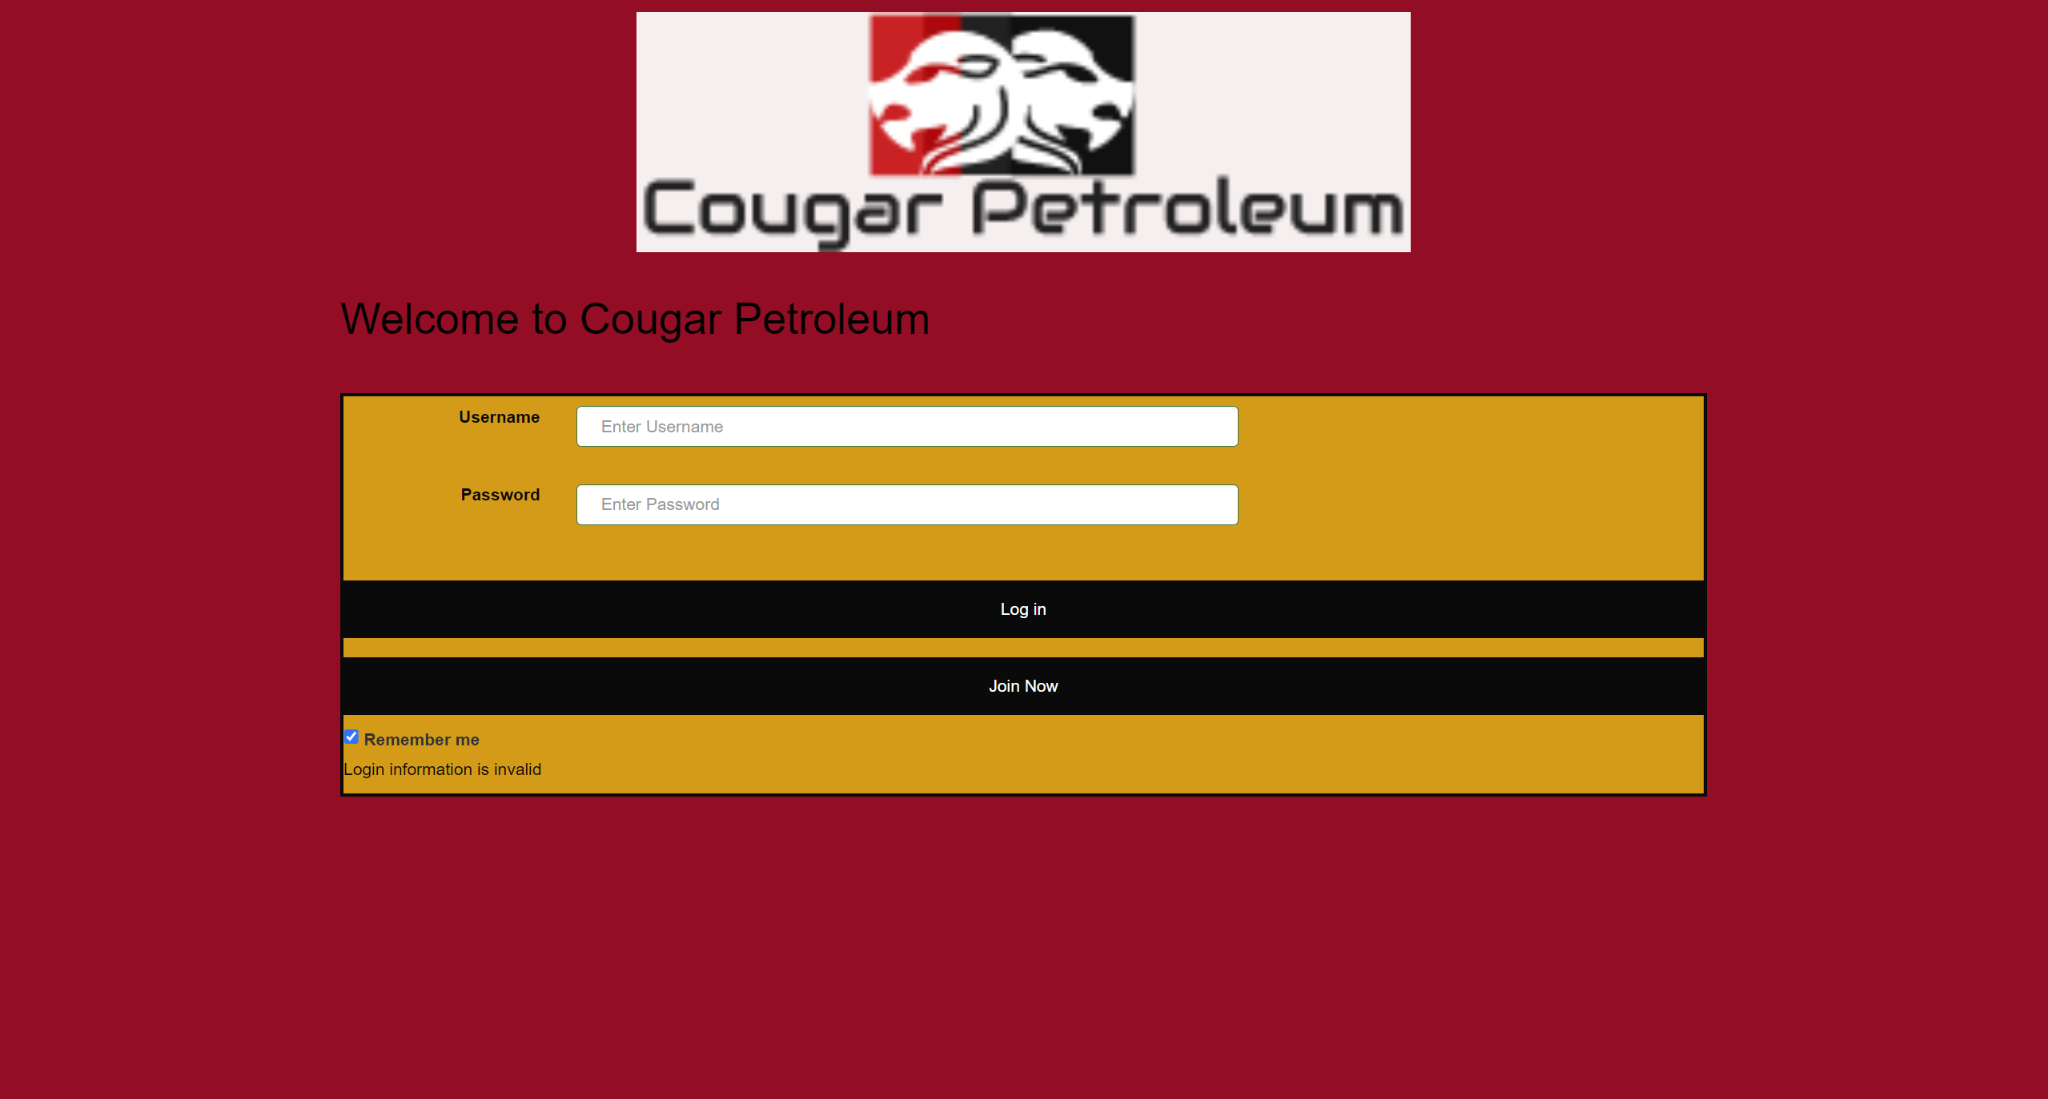 Cougar Petroleum
Welcome to Cougar Petroleum
Username
Enter Username
Password
Enter Password
Log in
Join Now
Remember me
Login information is invalid